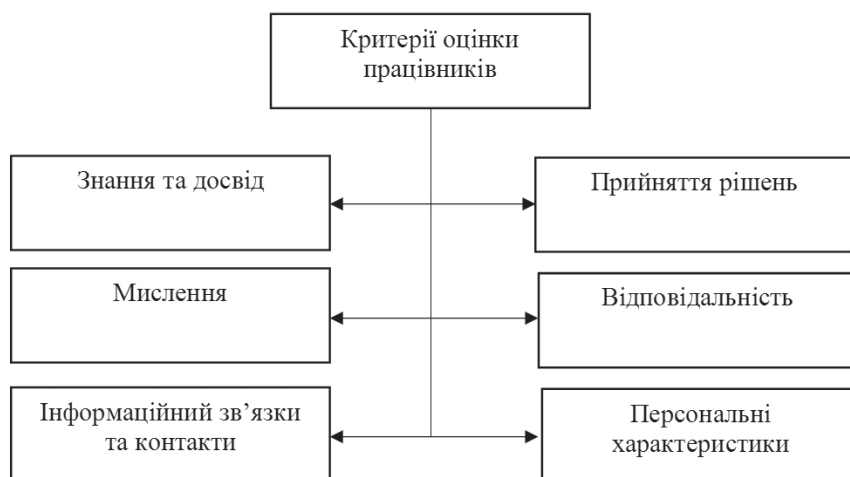 Критерії оцінки
працівників
Знання та досвід
Прийняття рішень
Мислення
Відповідальність
Інформаційний зв’язки
та контакти
Персональні
характеристики